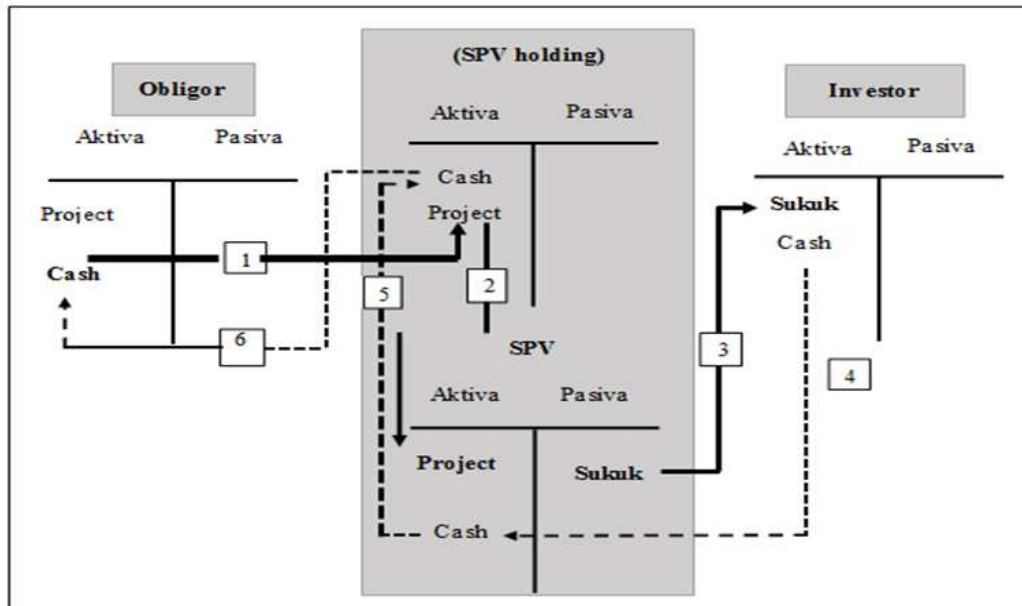 (SPV holding)
Obligor
Aktiva Pasiva
Project
Cash
1
6
Aktiva Pasiva
Cash
Project
5
2
SPV
Aktiva Pasiva
Project Sukuk
Cash
3
Investor
Aktiva Pasiva
Sukuk
Cash
4